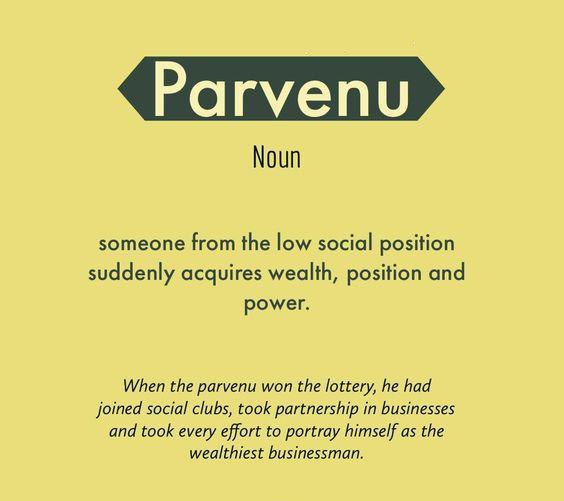 Parvenu
Noun
someone from the low social position
suddenly acquires wealth, position and
power.
When the parvenu won the lottery, he had
joined social clubs, took partnership in businesses
and took every effort to portray himself as the
wealthiest businessman.